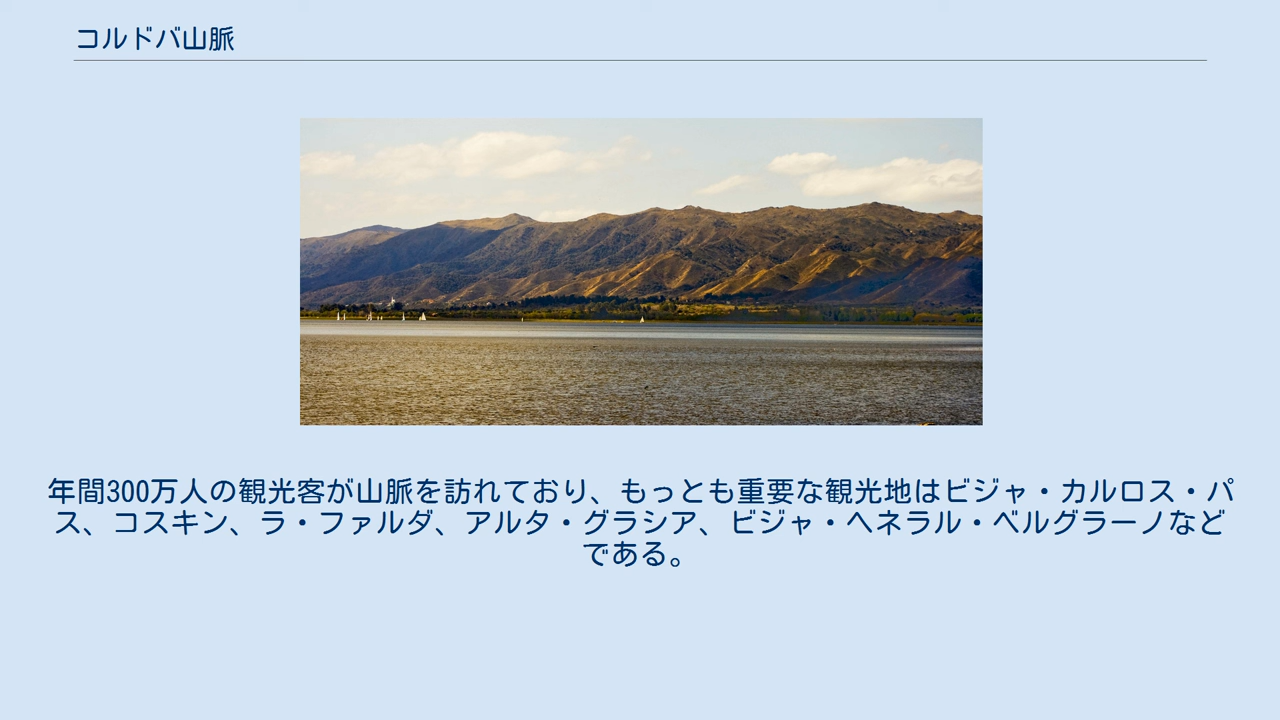 コルドバ山脈
年間300万人の観光客が山脈を訪れており、もっとも重要な観光地はビジャ・カルロス・パ
ス、コスキン、ラ・ファルダ、アルタ・グラシア、ビジャ・ヘネラル・ベルグラーノなど
である。